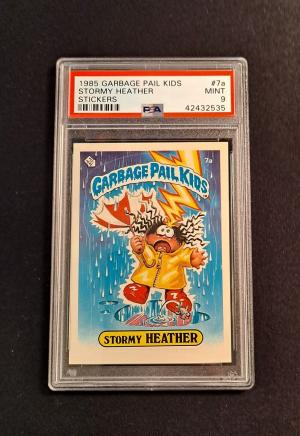 1985 GARBAGE PAIL KIDS #7a
STORMY HEATHER MINT
STICKERS PSA 9
42432535
7a
GARBAGE PAIL KIDS
STORMY HEATHER